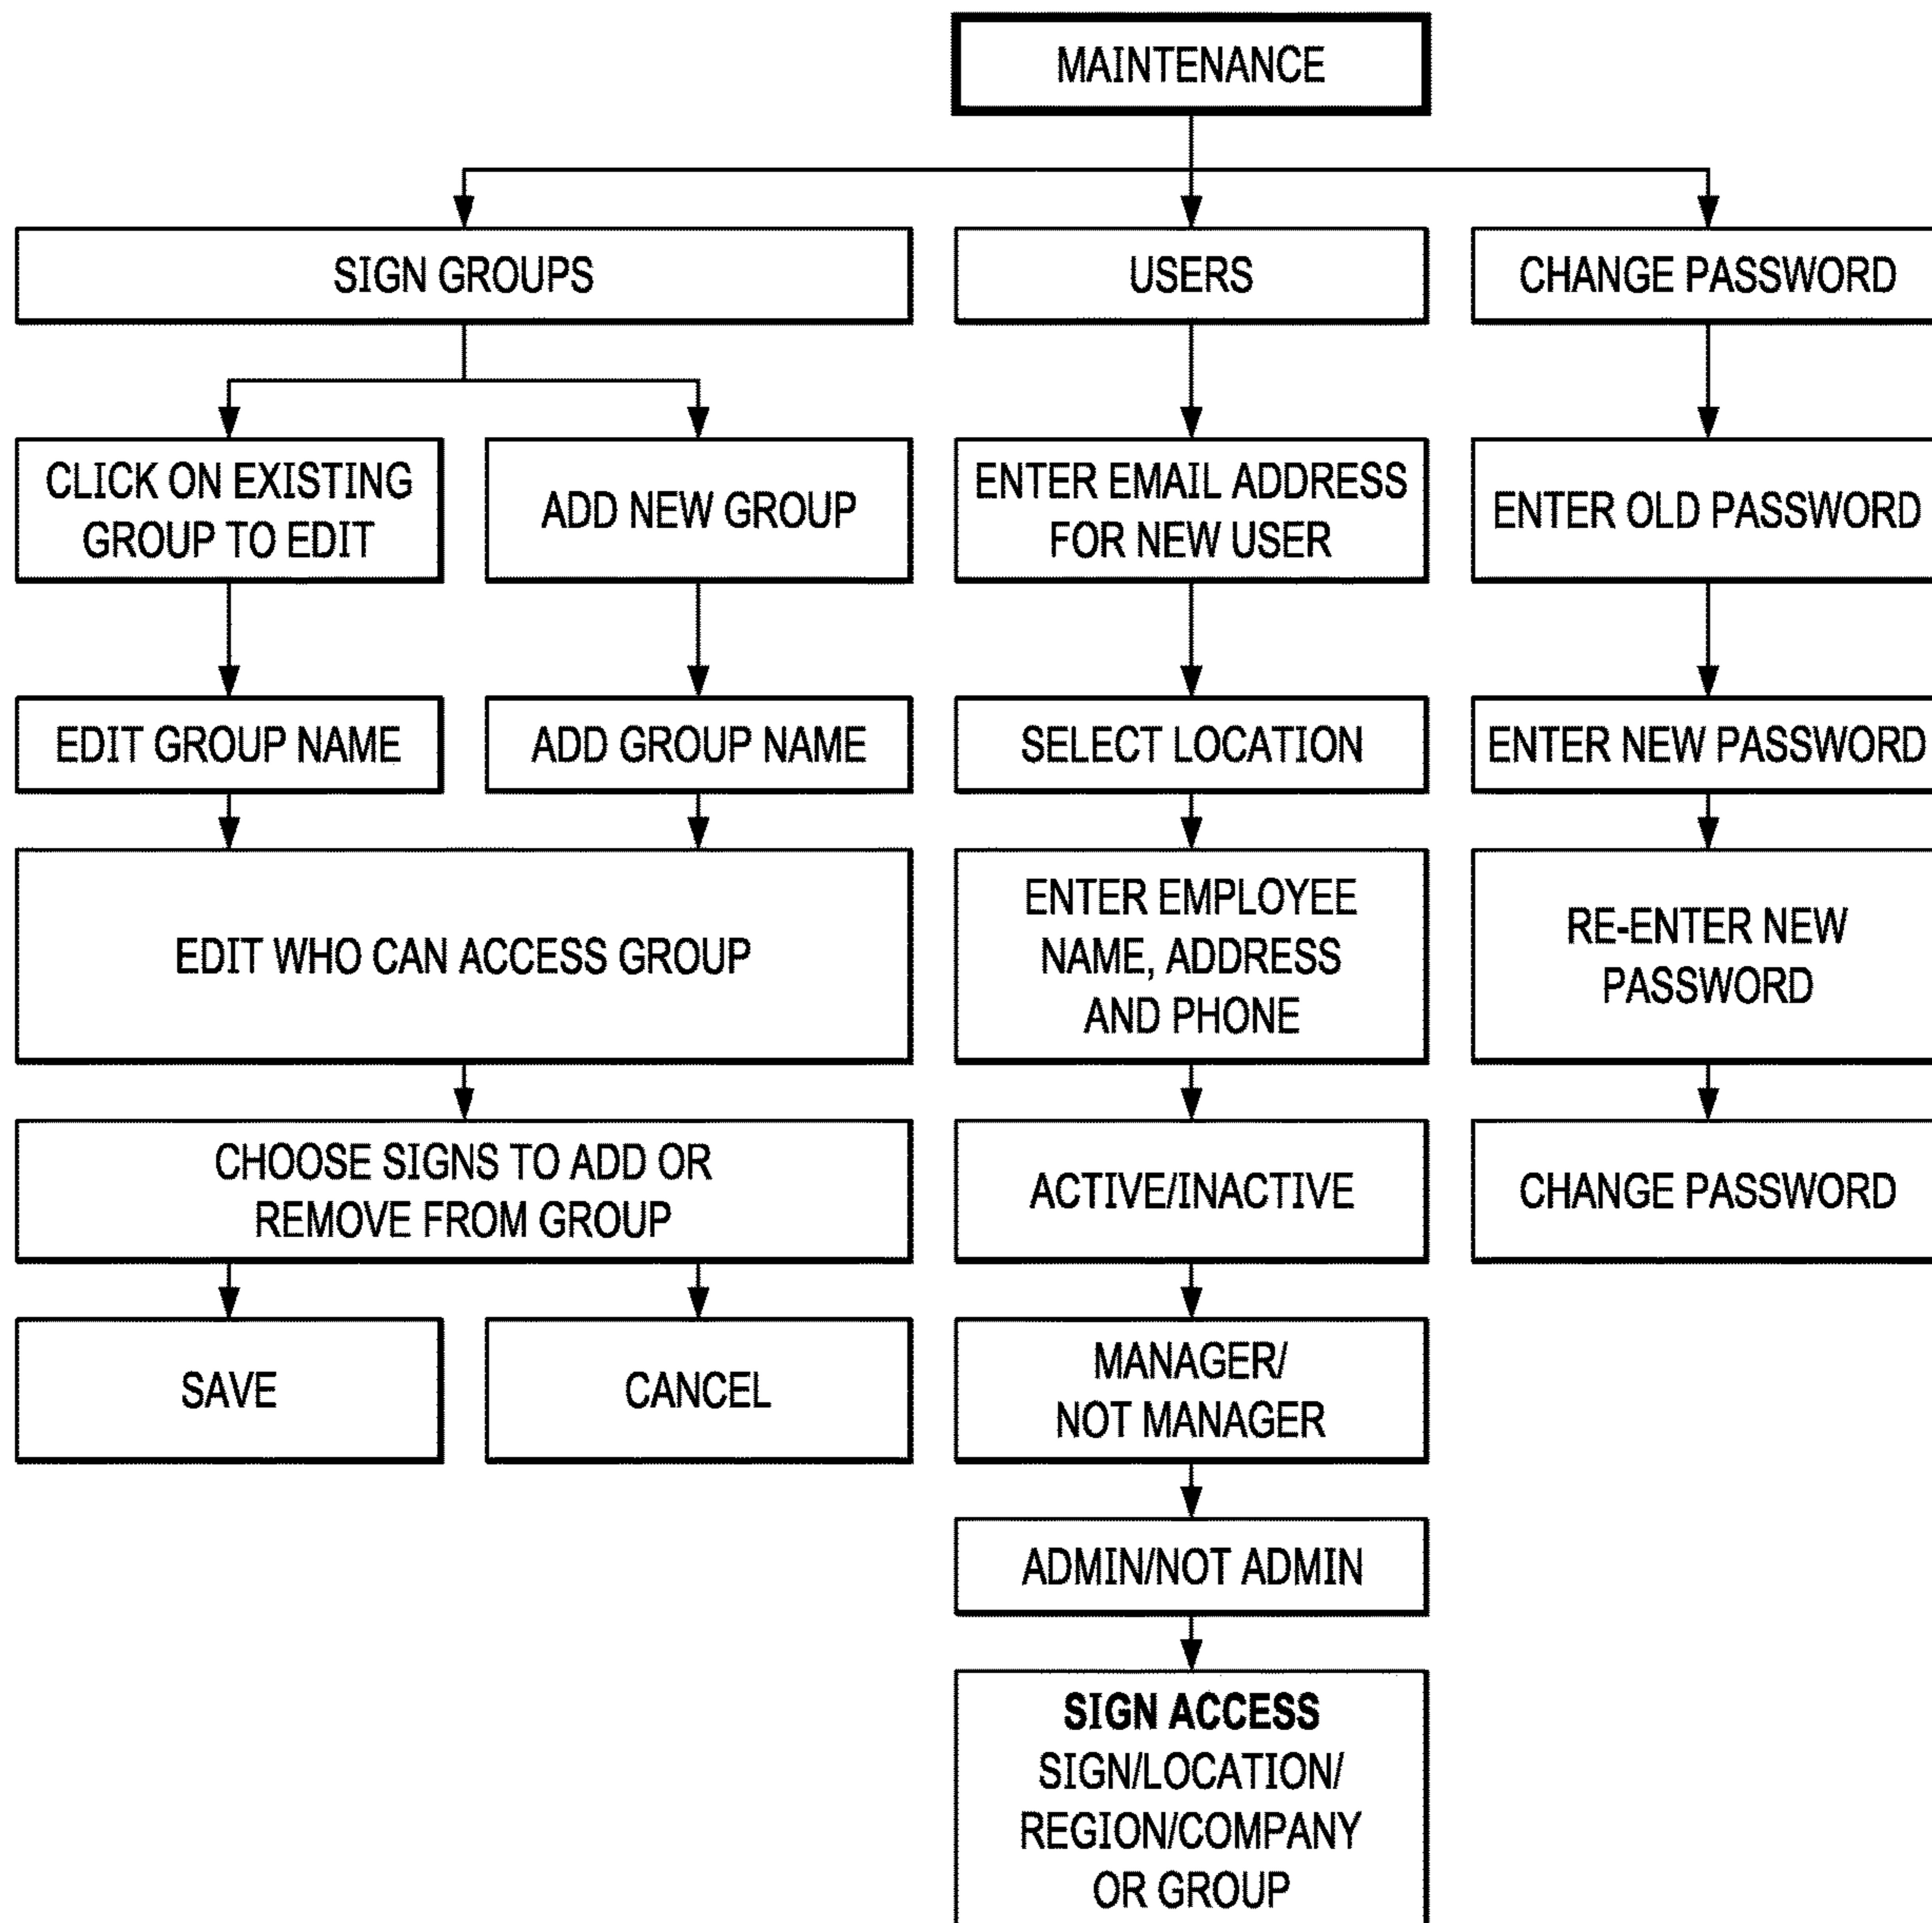 MAINTENANCE
SIGN GROUPS
USERS
CHANGE PASSWORD
CLICK ON EXISTING
GROUP TO EDIT
ADD NEW GROUP
ENTER EMAIL ADDRESS
FOR NEW USER
ENTER OLD PASSWORD
EDIT GROUP NAME
ADD GROUP NAME
SELECT LOCATION
ENTER NEW PASSWORD
EDIT WHO CAN ACCESS GROUP
ENTER EMPLOYEE
NAME, ADDRESS
AND PHONE
RE-ENTER NEW
PASSWORD
CHOOSE SIGNS TO ADD OR
REMOVE FROM GROUP
ACTIVE/INACTIVE
CHANGE PASSWORD
SAVE
CANCEL
MANAGER/
NOT MANAGER
ADMIN/NOT ADMIN
SIGN ACCESS
SIGN/LOCATION/
REGION/COMPANY
OR GROUP